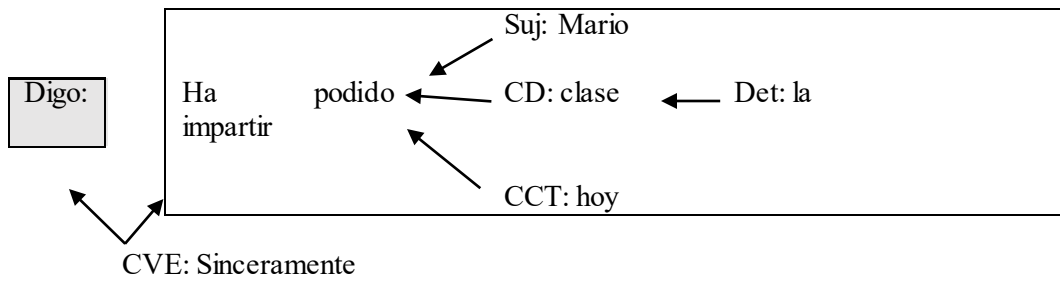 Suj: Mario
Digo: Ha podido CD: clase Det: la
impartir
CCT: hoy
CVE: Sinceramente